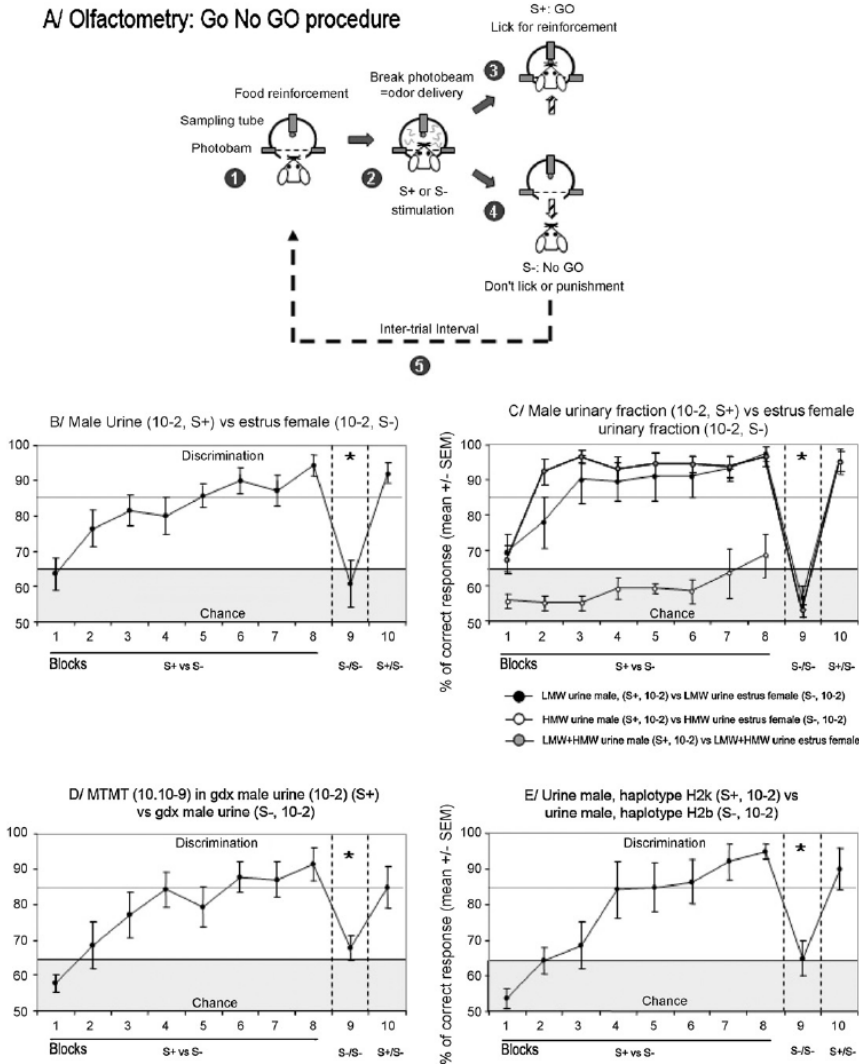 A/ Olfactometry: Go No GO procedure
S+: GO
Lick for reinforcement
3
Break photobeam
=odor delivery
Food reinforcement
Sampling tube
Photobam
1
2
S+ or S-
stimulation
4
S-: No GO
Don't lick or punishment
Inter-trial Interval
5
B/ Male Urine (10-2, S+) vs estrus female (10-2, S-)
100
90
80
70
60
50
Discrimination
*
Chance
1 2 3 4 5 6 7 8 9 10
Blocks S+ vs S- S-/S- S+/S-
C/ Male urinary fraction (10-2, S+) vs estrus female
urinary fraction (10-2, S-)
% of correct response (mean +/- SEM)
100
90
80
70
60
50
Discrimination
*
Chance
1 2 3 4 5 6 7 8 9 10
Blocks S+ vs S- S-/S- S+/S-
LMW urine male, (S+, 10-2) vs LMW urine estrus female (S-, 10-2)
HMW urine male (S+, 10-2) vs HMW urine estrus female (S-, 10-2)
LMW+HMW urine male (S+, 10-2) vs LMW+HMW urine estrus female
D/ MTMT (10.10-9) in gdx male urine (10-2) (S+)
vs gdx male urine (S-, 10-2)
100
90
80
70
60
50
Discrimination
*
Chance
1 2 3 4 5 6 7 8 9 10
Blocks S+ vs S- S-/S- S+/S-
E/ Urine male, haplotype H2k (S+, 10-2) vs
urine male, haplotype H2b (S-, 10-2)
% of correct response (mean +/- SEM)
100
90
80
70
60
50
Discrimination
*
Chance
1 2 3 4 5 6 7 8 9 10
Blocks S+ vs S- S-/S- S+/S-